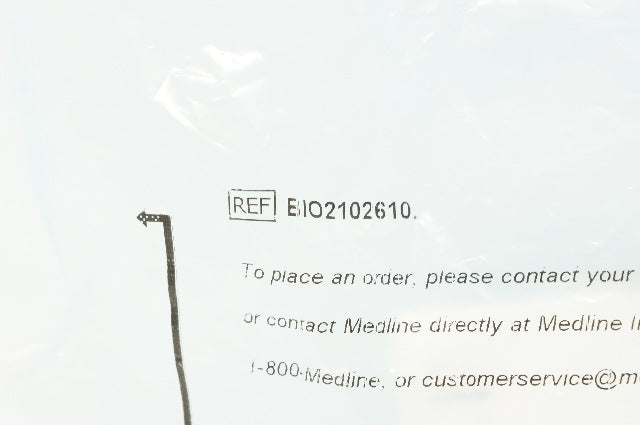 REF BIO2102610.
To place an order, please contact your
or contact Medline directly at Medline
1-800-Medline, or customerservice@m